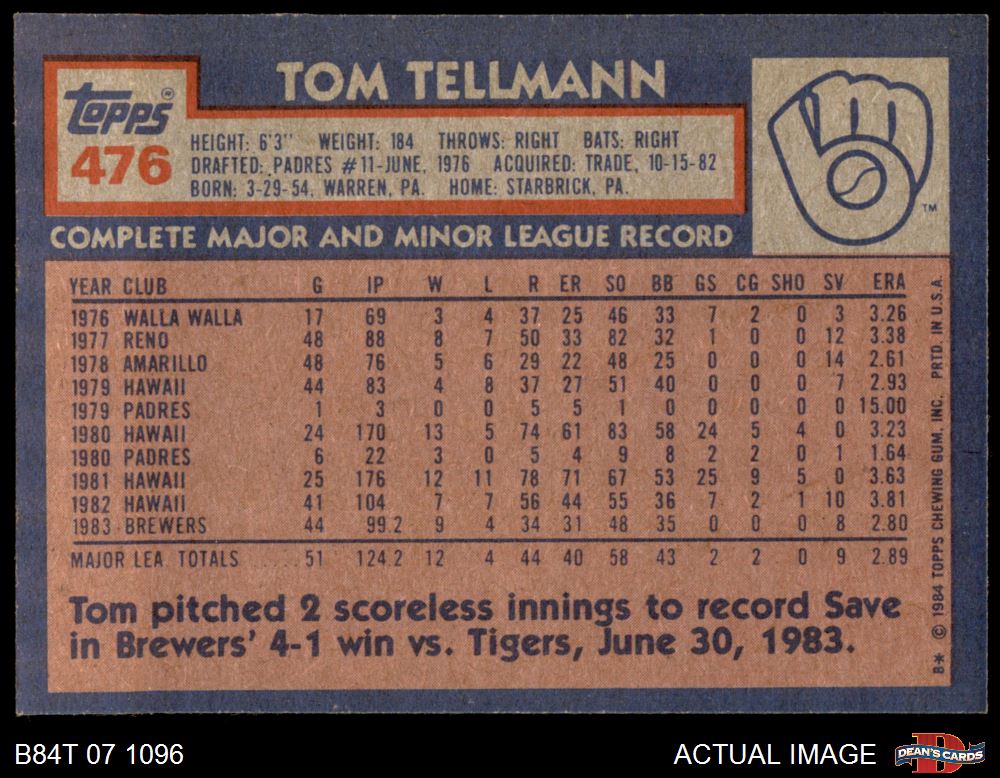 TOM TELLMANN
topps®
476
HEIGHT: 6'3" WEIGHT: 184 THROWS: RIGHT BATS: RIGHT
DRAFTED: PADRES #11-JUNE, 1976 ACQUIRED: TRADE, 10-15-82
BORN: 3-29-54, WARREN, PA. HOME: STARBRICK, PA.
TM
COMPLETE MAJOR AND MINOR LEAGUE RECORD
YEAR CLUB G IP W L R ER SO BB GS CG SHO SV ERA
1976 WALLA WALLA 17 69 3 4 37 25 46 33 7 2 0 3 3.26
1977 RENO 48 88 8 7 50 33 82 32 1 0 0 12 3.38
1978 AMARILLO 48 76 5 6 29 22 48 25 0 0 0 14 2.61
1979 HAWAII 44 83 4 8 37 27 51 40 0 0 0 7 2.93
1979 PADRES 1 3 0 0 5 5 1 0 0 0 0 0 15.00
1980 HAWAII 24 170 13 5 74 61 83 58 24 5 4 0 3.23
1980 PADRES 6 22 3 0 5 4 9 8 2 2 0 1 1.64
1981 HAWAII 25 176 12 11 78 71 67 53 25 9 5 0 3.63
1982 HAWAII 41 104 7 7 56 44 55 36 7 2 1 10 3.81
1983 BREWERS 44 99.2 9 4 34 31 48 35 0 0 0 8 2.80
MAJOR LEA. TOTALS ..... 51 124.2 12 4 44 40 58 43 2 2 0 9 2.89
Tom pitched 2 scoreless innings to record Save
in Brewers' 4-1 win vs. Tigers, June 30, 1983.
B* © 1984 TOPPS CHEWING GUM, INC. PRTD. IN U.S.A.
B84T 07 1096
ACTUAL IMAGE
DEAN'S CARDS